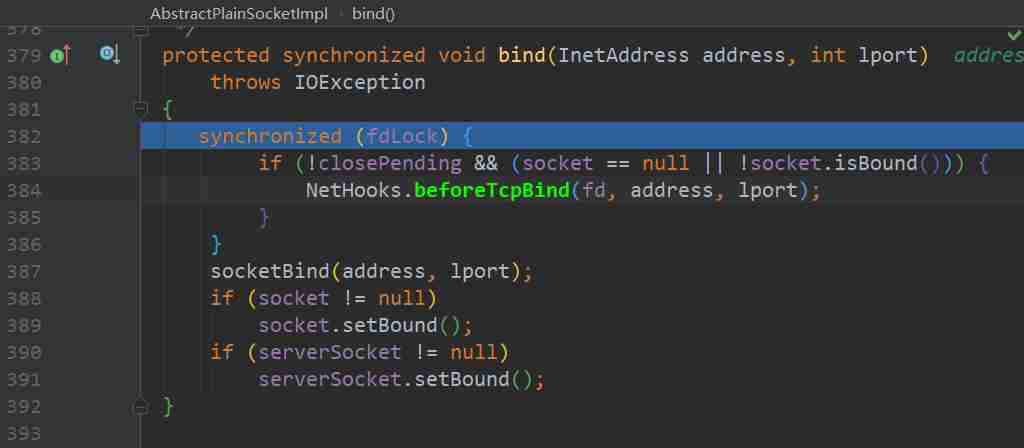 AbstractPlainSocketImpl › bind()
378 */
379 protected synchronized void bind(InetAddress address, int lport) addres
380 throws IOException
381 {
382 synchronized (fdLock) {
383 if (!closePending && (socket == null || !socket.isBound())) {
384 NetHooks.beforeTcpBind(fd, address, lport);
385 }
386 }
387 socketBind(address, lport);
388 if (socket != null)
389 socket.setBound();
390 if (serverSocket != null)
391 serverSocket.setBound();
392 }
393